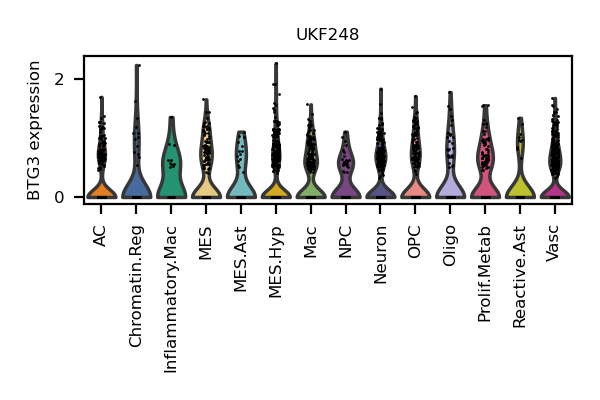 UKF248
BTG3 expression
2
0
AC
Chromatin.Reg
Inflammatory.Mac
MES
MES.Ast
MES.Hyp
Mac
NPC
Neuron
OPC
Oligo
Prolif.Metab
Reactive.Ast
Vasc